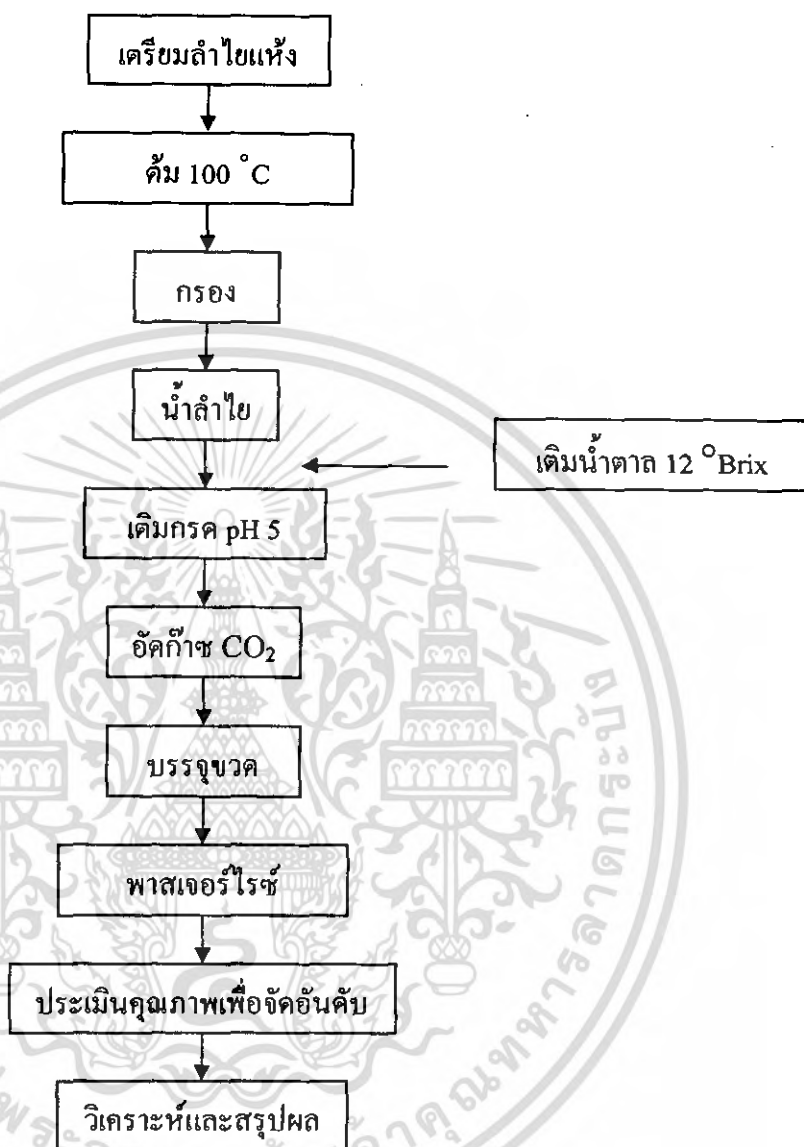 เตรียมลำไยแห้ง
ต้ม 100 °C
กรอง
น้ำลำไย
เติมน้ำตาล 12 °Brix
เติมกรด pH 5
อัดก๊าซ CO₂
บรรจุขวด
พาสเจอร์ไรซ์
ประเมินคุณภาพเพื่อจัดอันดับ
วิเคราะห์และสรุปผล